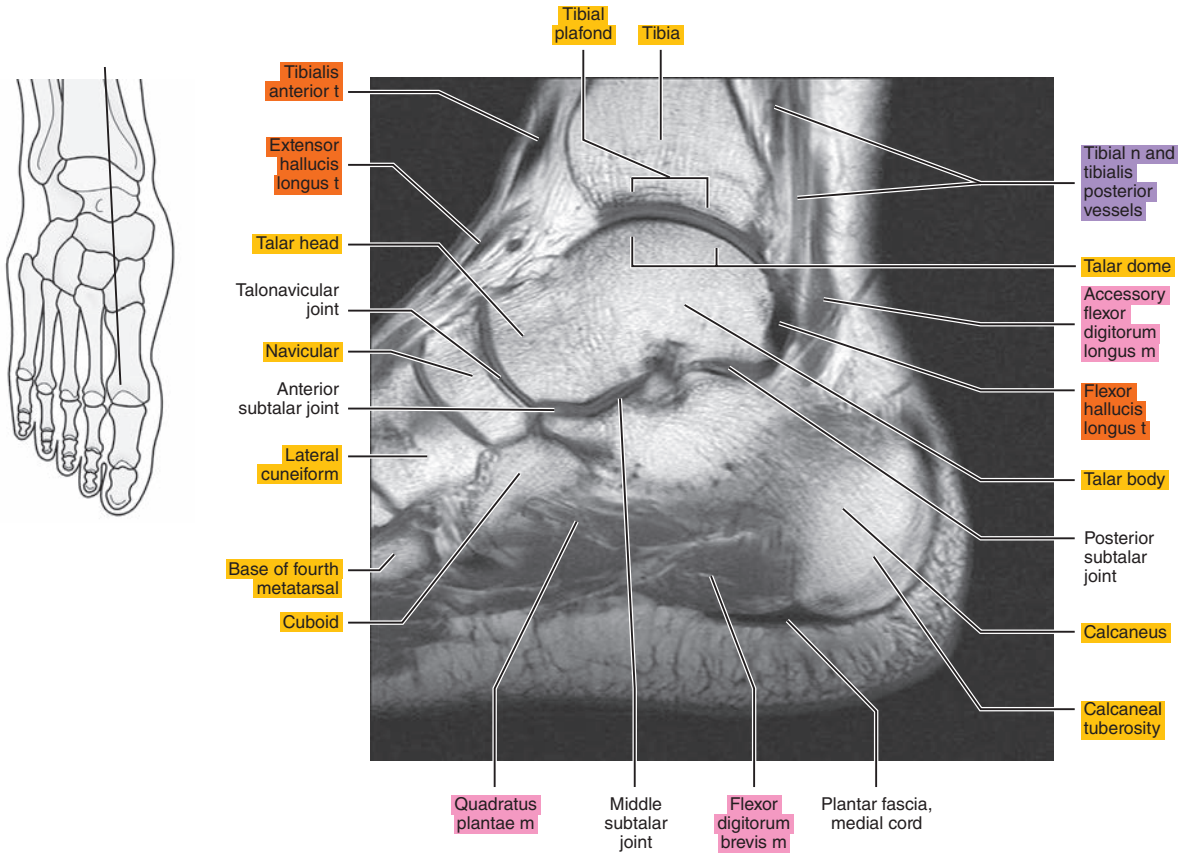 Tibial
plafond
Tibia
Tibialis
anterior t
Extensor
hallucis
longus t
Talar head
Talonavicular
joint
Navicular
Anterior
subtalar joint
Lateral
cuneiform
Base of fourth
metatarsal
Cuboid
Tibial n and
tibialis
posterior
vessels
Talar dome
Accessory
flexor
digitorum
longus m
Flexor
hallucis
longus t
Talar body
Posterior
subtalar
joint
Calcaneus
Calcaneal
tuberosity
Quadratus
plantae m
Middle
subtalar
joint
Flexor
digitorum
brevis m
Plantar fascia,
medial cord